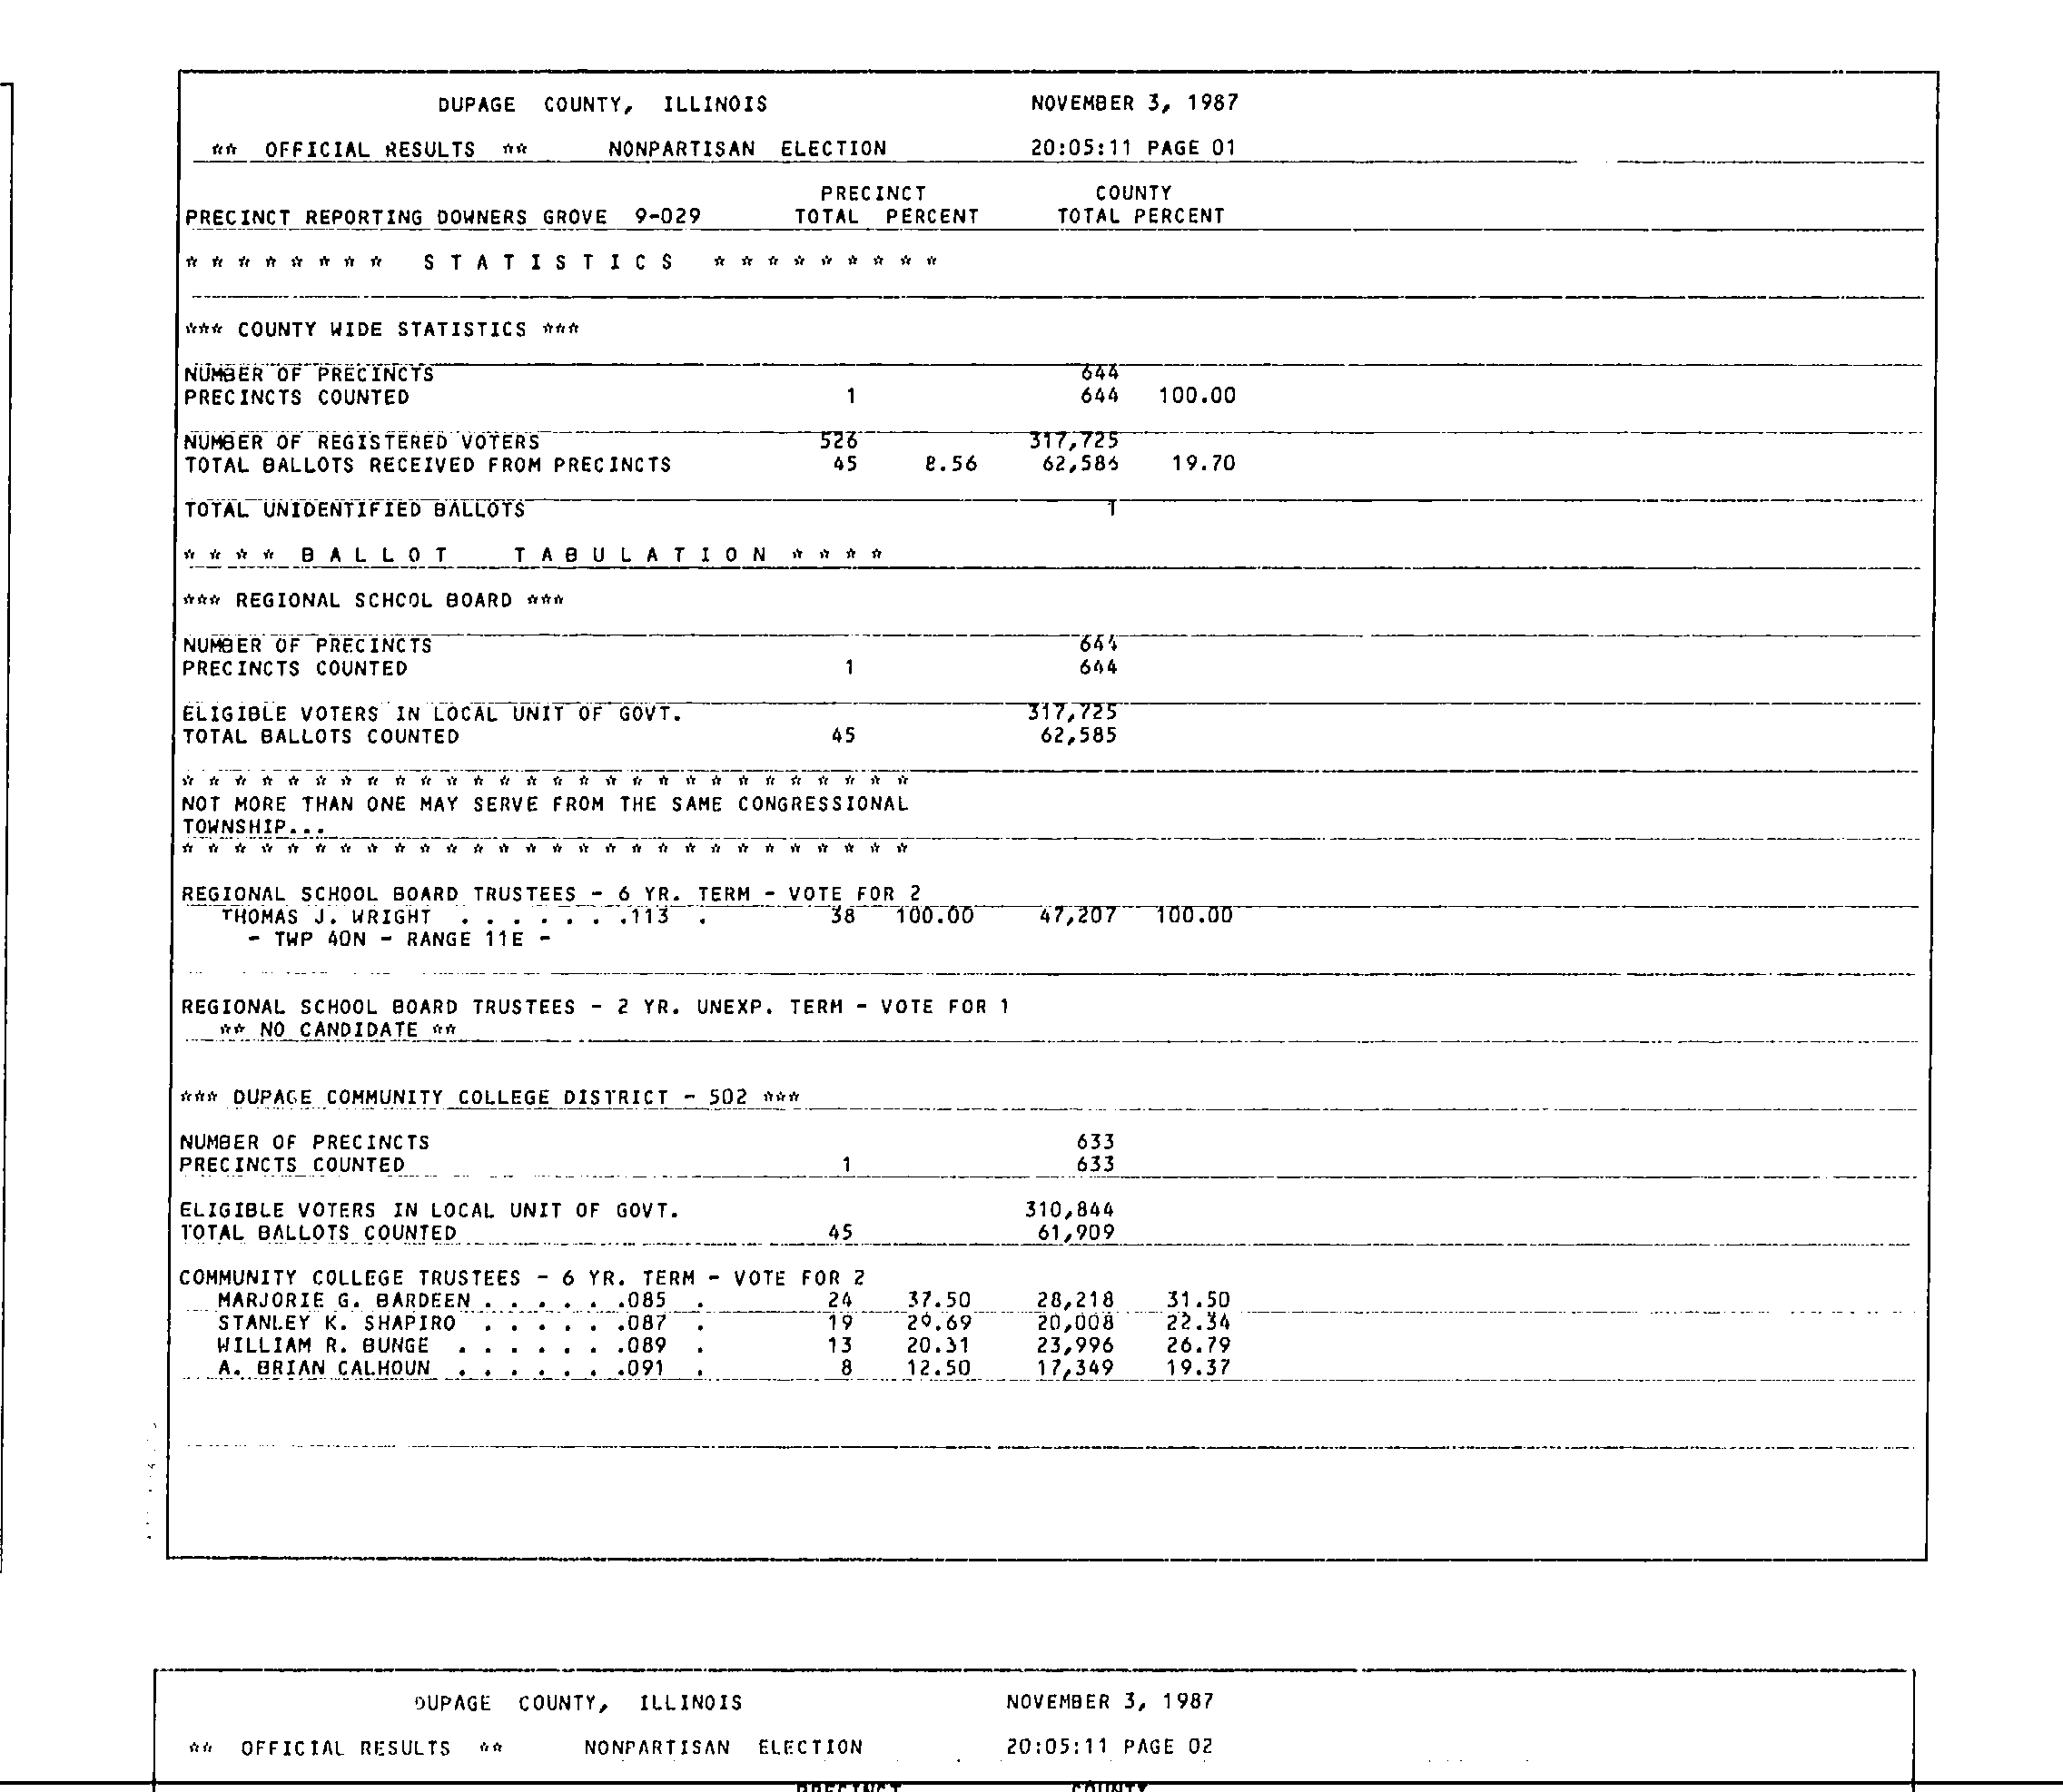 DUPAGE COUNTY, ILLINOIS NOVEMBER 3, 1987
** OFFICIAL RESULTS ** NONPARTISAN ELECTION 20:05:11 PAGE 01
PRECINCT COUNTY
PRECINCT REPORTING DOWNERS GROVE 9-029 TOTAL PERCENT TOTAL PERCENT
* * * * * * * * S T A T I S T I C S * * * * * * * * *
*** COUNTY WIDE STATISTICS ***
NUMBER OF PRECINCTS 644
PRECINCTS COUNTED 1 644 100.00
NUMBER OF REGISTERED VOTERS 526 317,725
TOTAL BALLOTS RECEIVED FROM PRECINCTS 45 8.56 62,586 19.70
TOTAL UNIDENTIFIED BALLOTS 1
* * * * B A L L O T T A B U L A T I O N * * * *
*** REGIONAL SCHOOL BOARD ***
NUMBER OF PRECINCTS 644
PRECINCTS COUNTED 1 644
ELIGIBLE VOTERS IN LOCAL UNIT OF GOVT. 317,725
TOTAL BALLOTS COUNTED 45 62,585
* * * * * * * * * * * * * * * * * * * * * * * * * * * *
NOT MORE THAN ONE MAY SERVE FROM THE SAME CONGRESSIONAL
TOWNSHIP...
* * * * * * * * * * * * * * * * * * * * * * * * * * * *
REGIONAL SCHOOL BOARD TRUSTEES - 6 YR. TERM - VOTE FOR 2
THOMAS J. WRIGHT . . . . . . .113 . 38 100.00 47,207 100.00
- TWP 40N - RANGE 11E -
REGIONAL SCHOOL BOARD TRUSTEES - 2 YR. UNEXP. TERM - VOTE FOR 1
** NO CANDIDATE **
*** DUPAGE COMMUNITY COLLEGE DISTRICT - 502 ***
NUMBER OF PRECINCTS 633
PRECINCTS COUNTED 1 633
ELIGIBLE VOTERS IN LOCAL UNIT OF GOVT. 310,844
TOTAL BALLOTS COUNTED 45 61,909
COMMUNITY COLLEGE TRUSTEES - 6 YR. TERM - VOTE FOR 2
MARJORIE G. BARDEEN . . . . . .085 . 24 37.50 28,218 31.50
STANLEY K. SHAPIRO . . . . . .087 . 19 29.69 20,008 22.34
WILLIAM R. BUNGE . . . . . . .089 . 13 20.31 23,996 26.79
A. BRIAN CALHOUN . . . . . . .091 . 8 12.50 17,349 19.37
DUPAGE COUNTY, ILLINOIS NOVEMBER 3, 1987
** OFFICIAL RESULTS ** NONPARTISAN ELECTION 20:05:11 PAGE 02
PRECINCT COUNTY